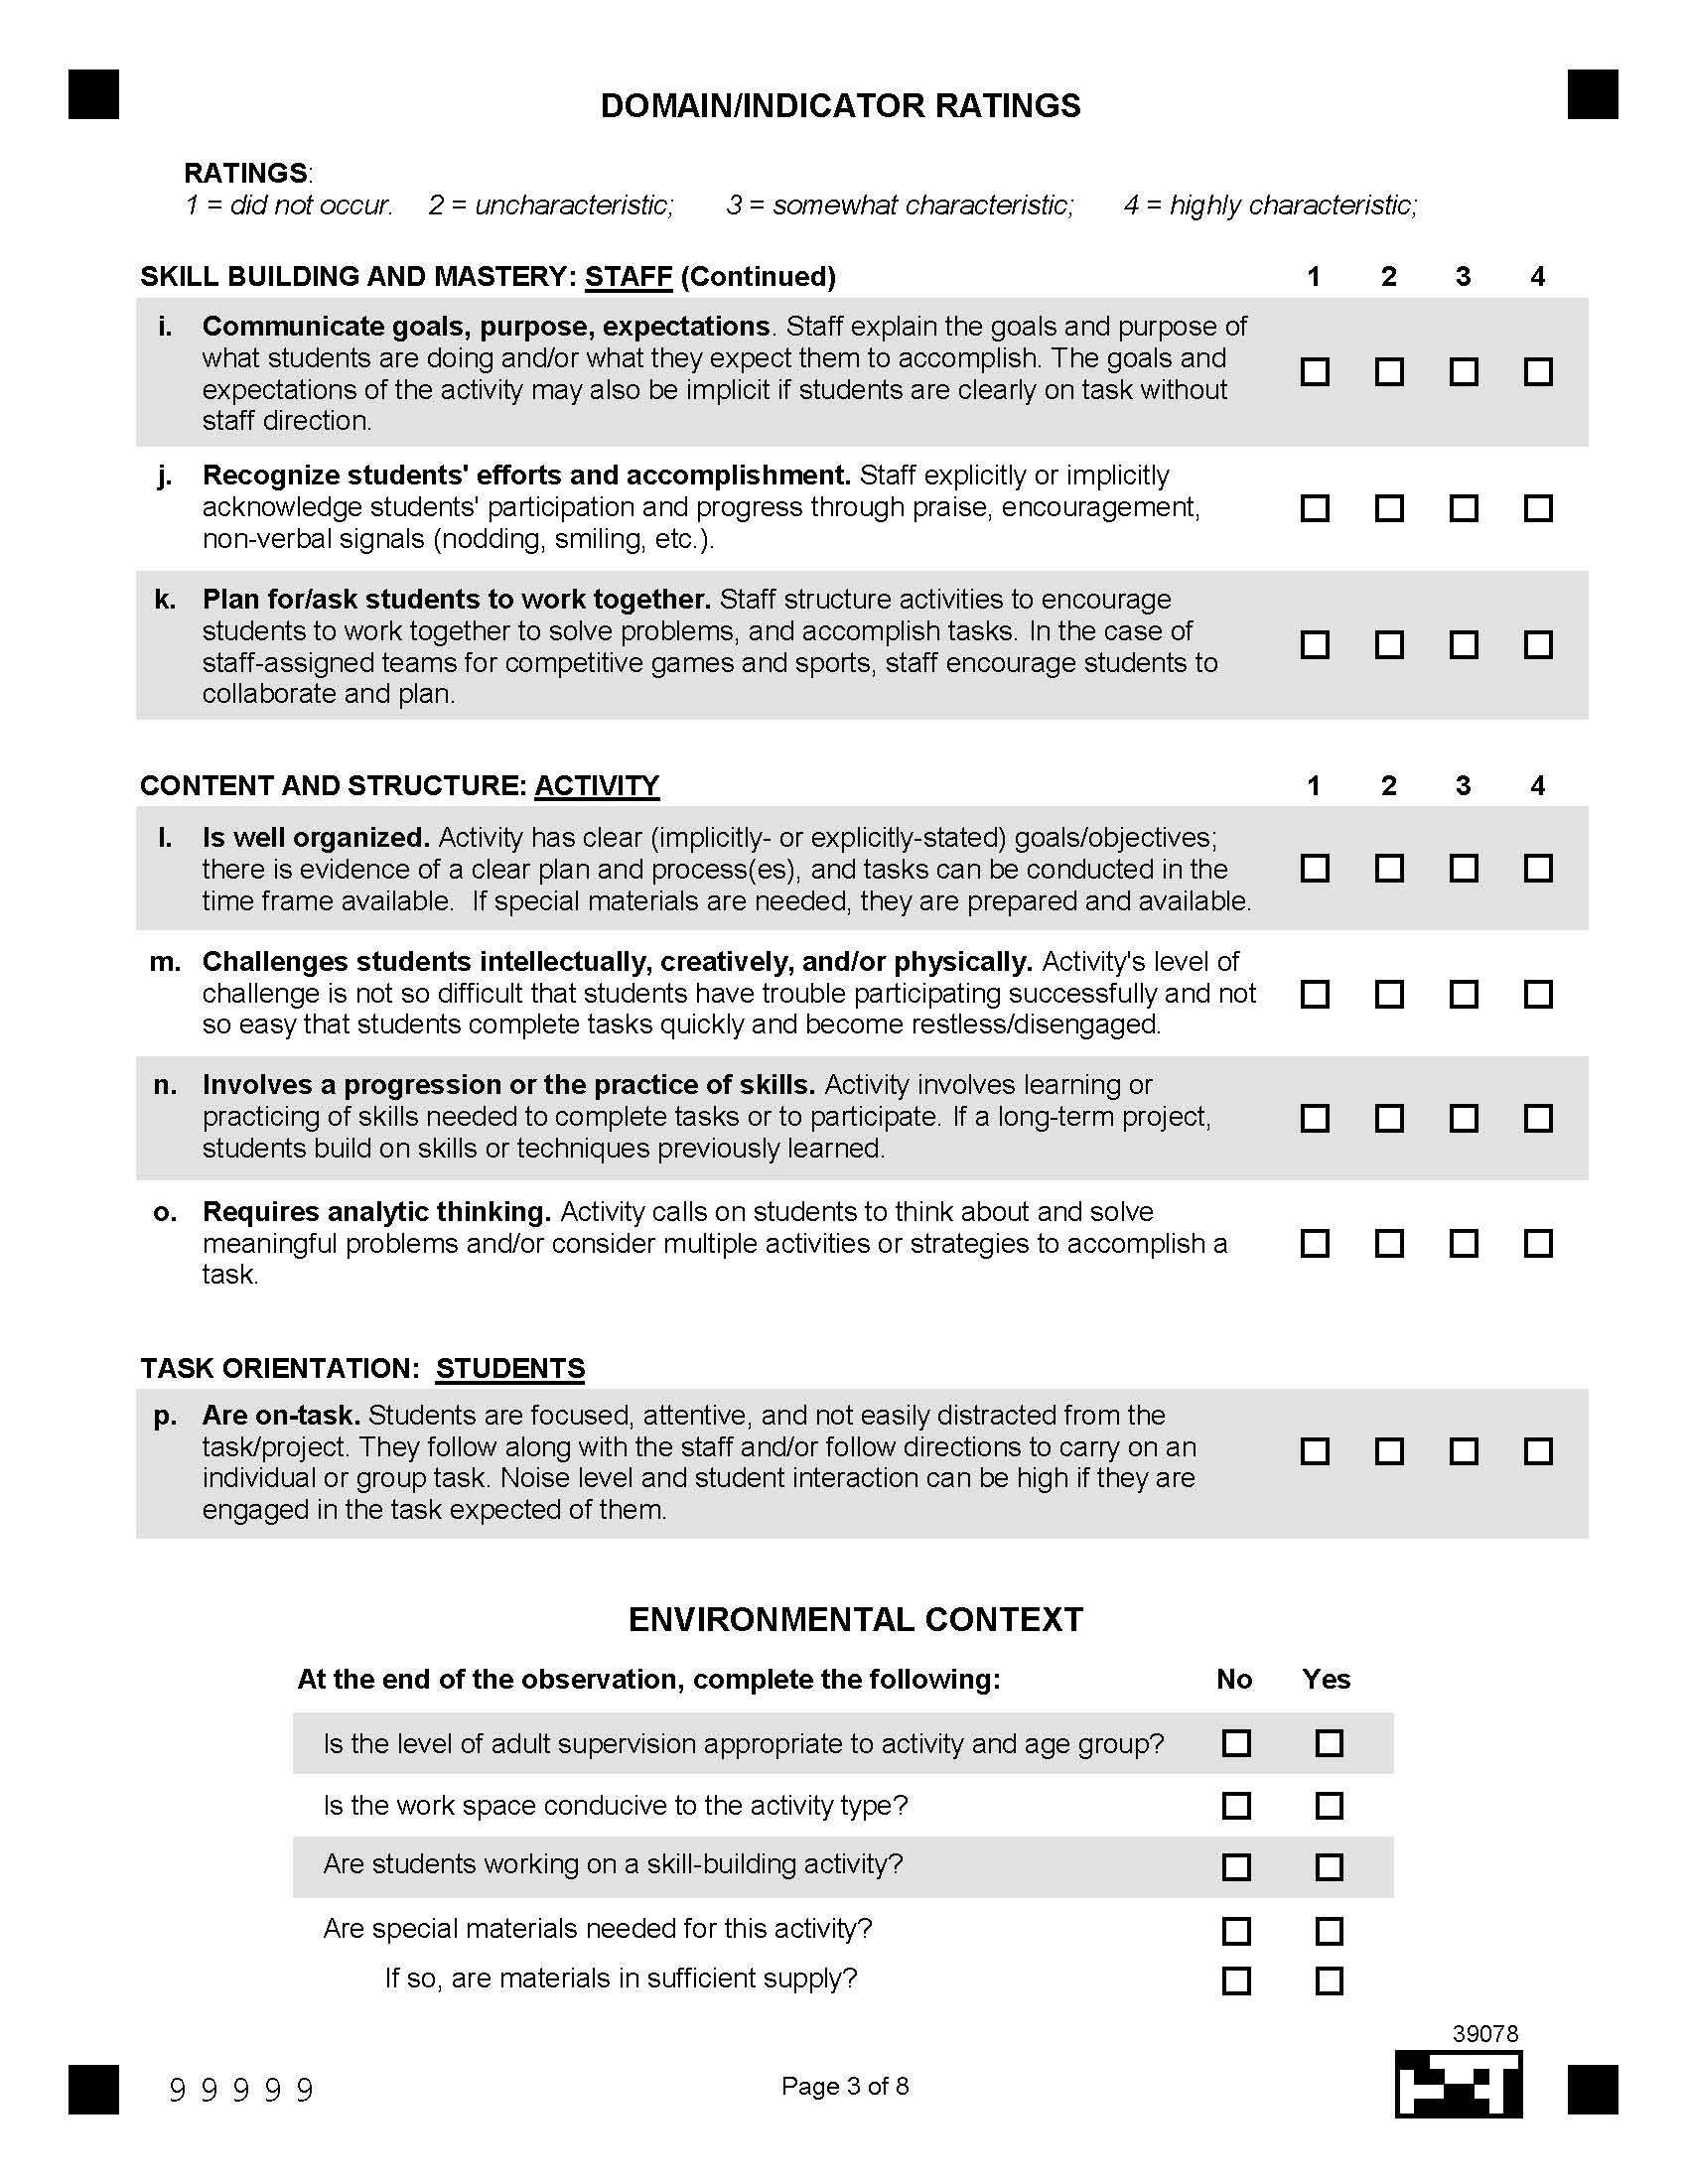 DOMAIN/INDICATOR RATINGS
RATINGS:
1 = did not occur. 2 = uncharacteristic; 3 = somewhat characteristic; 4 = highly characteristic;
SKILL BUILDING AND MASTERY: STAFF (Continued) 1 2 3 4
i. Communicate goals, purpose, expectations. Staff explain the goals and purpose of
what students are doing and/or what they expect them to accomplish. The goals and
expectations of the activity may also be implicit if students are clearly on task without
staff direction.
j. Recognize students' efforts and accomplishment. Staff explicitly or implicitly
acknowledge students' participation and progress through praise, encouragement,
non-verbal signals (nodding, smiling, etc.).
k. Plan for/ask students to work together. Staff structure activities to encourage
students to work together to solve problems, and accomplish tasks. In the case of
staff-assigned teams for competitive games and sports, staff encourage students to
collaborate and plan.
CONTENT AND STRUCTURE: ACTIVITY 1 2 3 4
l. Is well organized. Activity has clear (implicitly- or explicitly-stated) goals/objectives;
there is evidence of a clear plan and process(es), and tasks can be conducted in the
time frame available. If special materials are needed, they are prepared and available.
m. Challenges students intellectually, creatively, and/or physically. Activity's level of
challenge is not so difficult that students have trouble participating successfully and not
so easy that students complete tasks quickly and become restless/disengaged.
n. Involves a progression or the practice of skills. Activity involves learning or
practicing of skills needed to complete tasks or to participate. If a long-term project,
students build on skills or techniques previously learned.
o. Requires analytic thinking. Activity calls on students to think about and solve
meaningful problems and/or consider multiple activities or strategies to accomplish a
task.
TASK ORIENTATION: STUDENTS
p. Are on-task. Students are focused, attentive, and not easily distracted from the
task/project. They follow along with the staff and/or follow directions to carry on an
individual or group task. Noise level and student interaction can be high if they are
engaged in the task expected of them.
ENVIRONMENTAL CONTEXT
At the end of the observation, complete the following: No Yes
Is the level of adult supervision appropriate to activity and age group?
Is the work space conducive to the activity type?
Are students working on a skill-building activity?
Are special materials needed for this activity?
If so, are materials in sufficient supply?
39078
9 9 9 9 9 Page 3 of 8